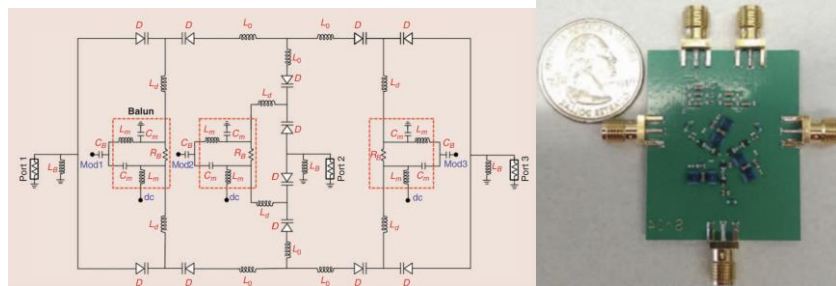 D D L0 L0 D D
L0
Ld D Ld
Ld
Balun D
CB Lm Cm CB Lm Cm Cm Lm CB
Port 1 LB Mod1 RB Mod2 RB LB Port 2 RB Mod3 LB Port 3
Cm Lm Cm Lm D Lm Cm
dc dc dc
Ld Ld D Ld
L0
D D L0 L0 D D